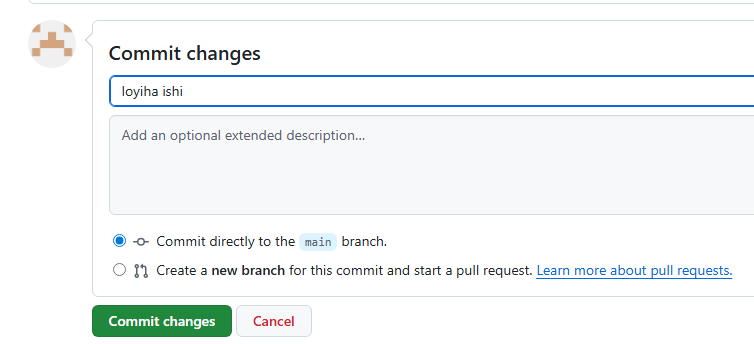 Commit changes
loyiha ishi
Add an optional extended description...
Commit directly to the main branch.
Create a new branch for this commit and start a pull request. Learn more about pull requests.
Commit changes
Cancel